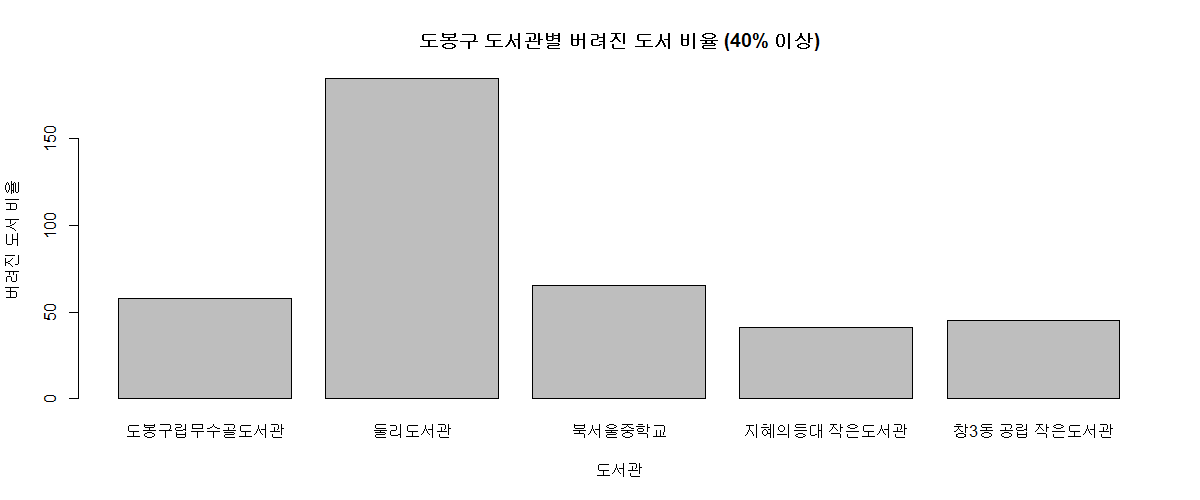 도봉구 도서관별 버려진 도서 비율 (40% 이상)
버려진 도서 비율
150
100
50
0
도봉구립무수골도서관
둘리도서관
북서울중학교
지혜의등대 작은도서관
창3동 공립 작은도서관
도서관